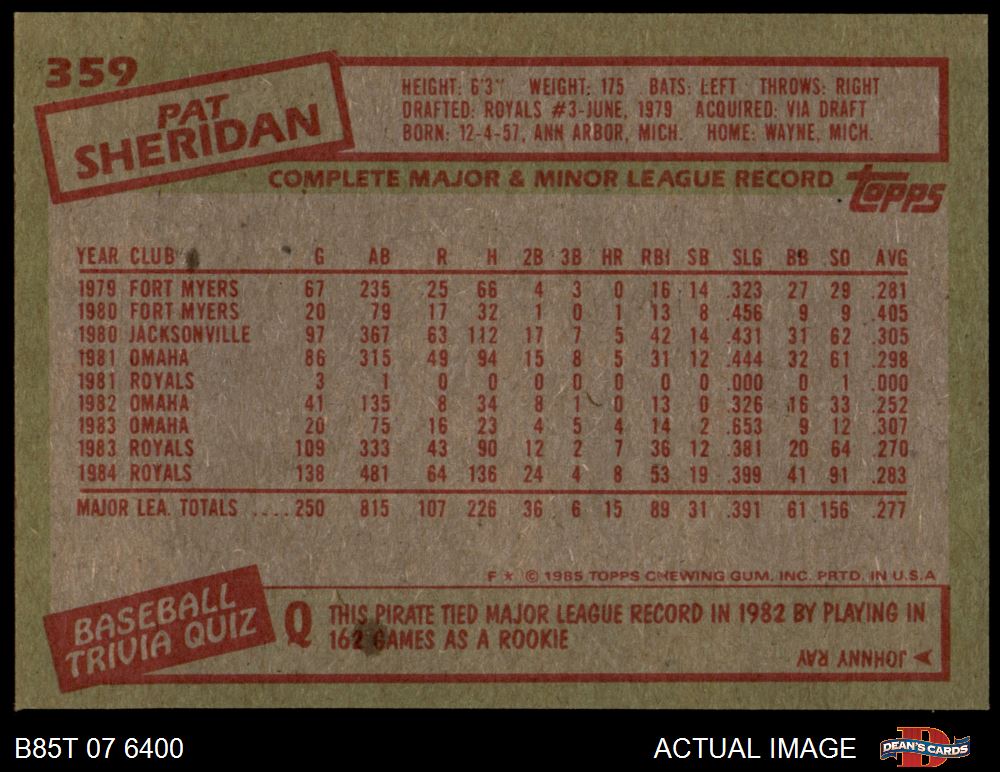 359
PAT
SHERIDAN
HEIGHT: 6'3" WEIGHT: 175 BATS: LEFT THROWS: RIGHT
DRAFTED: ROYALS #3-JUNE, 1979 ACQUIRED: VIA DRAFT
BORN: 12-4-57, ANN ARBOR, MICH. HOME: WAYNE, MICH.
COMPLETE MAJOR & MINOR LEAGUE RECORD topps
YEAR CLUB G AB R H 2B 3B HR RBI SB SLG BB SO AVG
1979 FORT MYERS 67 235 25 66 4 3 0 16 14 .323 27 29 .281
1980 FORT MYERS 20 79 17 32 1 0 1 13 8 .456 9 9 .405
1980 JACKSONVILLE 97 367 63 112 17 7 5 42 14 .431 31 62 .305
1981 OMAHA 86 315 49 94 15 8 5 31 12 .444 32 61 .298
1981 ROYALS 3 1 0 0 0 0 0 0 0 .000 0 1 .000
1982 OMAHA 41 135 8 34 8 1 0 13 0 .326 16 33 .252
1983 OMAHA 20 75 16 23 4 5 4 14 2 .653 9 12 .307
1983 ROYALS 109 333 43 90 12 2 7 36 12 .381 20 64 .270
1984 ROYALS 138 481 64 136 24 4 8 53 19 .399 41 91 .283
MAJOR LEA. TOTALS ....250 815 107 226 36 6 15 89 31 .391 61 156 .277
F * © 1985 TOPPS CHEWING GUM, INC. PRTD. IN U.S.A
BASEBALL
TRIVIA QUIZ
Q THIS PIRATE TIED MAJOR LEAGUE RECORD IN 1982 BY PLAYING IN
162 GAMES AS A ROOKIE
JOHNNY RAY
B85T 07 6400
ACTUAL IMAGE
D
DEAN'S CARDS